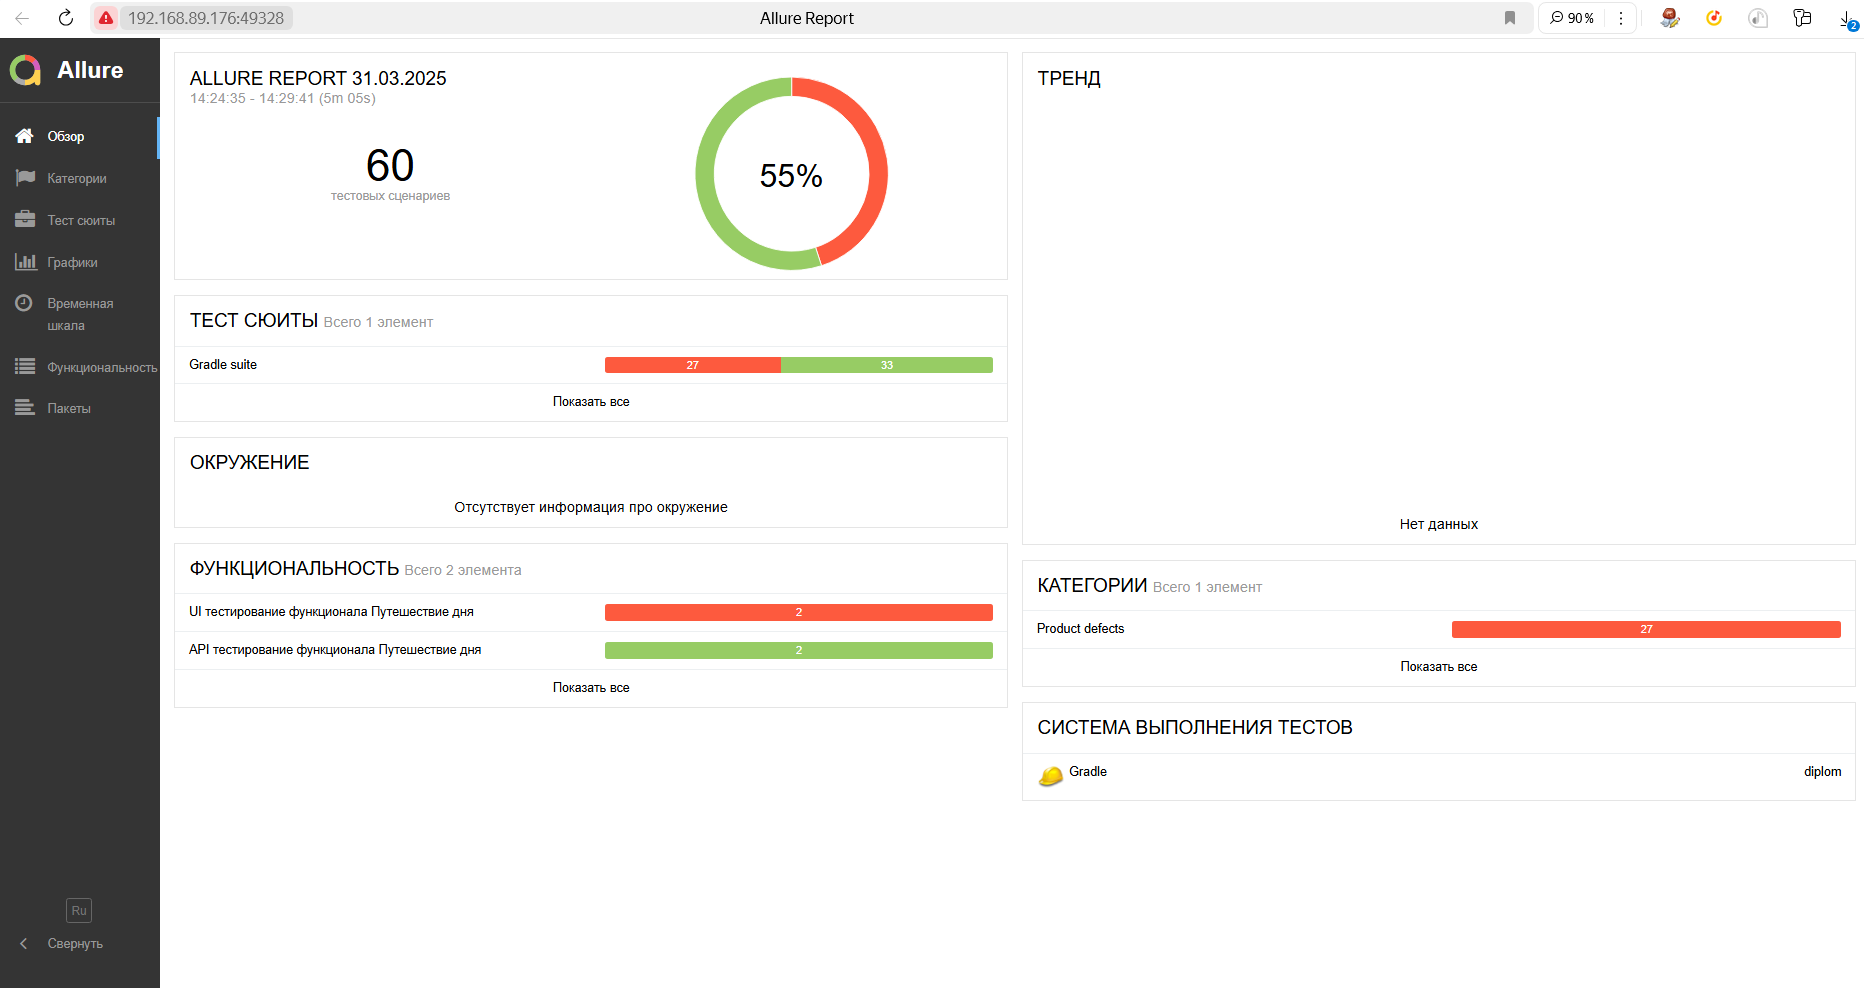 192.168.89.176:49328
Allure Report
90%
2
Allure
Обзор
Категории
Тест сюиты
Графики
Временная
шкала
Функциональность
Пакеты
Ru
Свернуть
ALLURE REPORT 31.03.2025
14:24:35 - 14:29:41 (5m 05s)
60
тестовых сценариев
55%
ТЕСТ СЮИТЫ Всего 1 элемент
Gradle suite 27 33
Показать все
ОКРУЖЕНИЕ
Отсутствует информация про окружение
ФУНКЦИОНАЛЬНОСТЬ Всего 2 элемента
UI тестирование функционала Путешествие дня 2
API тестирование функционала Путешествие дня 2
Показать все
ТРЕНД
Нет данных
КАТЕГОРИИ Всего 1 элемент
Product defects 27
Показать все
СИСТЕМА ВЫПОЛНЕНИЯ ТЕСТОВ
Gradle diplom